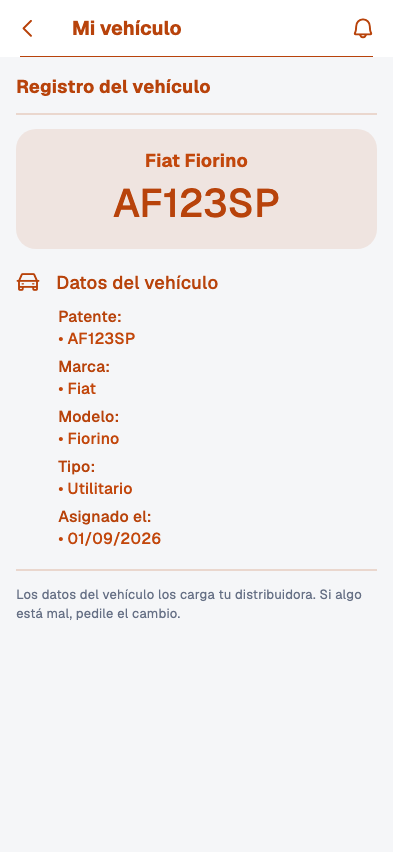 Mi vehículo
Registro del vehículo
Fiat Fiorino
AF123SP
Datos del vehículo
Patente:
• AF123SP
Marca:
• Fiat
Modelo:
• Fiorino
Tipo:
• Utilitario
Asignado el:
• 01/09/2026
Los datos del vehículo los carga tu distribuidora. Si algo
está mal, pedile el cambio.